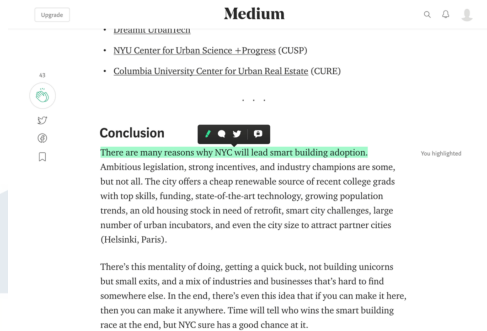 Upgrade
Medium
Dreamit UrbanTech
NYU Center for Urban Science +Progress (CUSP)
Columbia University Center for Urban Real Estate (CURE)
43
Conclusion
There are many reasons why NYC will lead smart building adoption.
You highlighted
Ambitious legislation, strong incentives, and industry champions are some,
but not all. The city offers a cheap renewable source of recent college grads
with top skills, funding, state-of-the-art technology, growing population
trends, an old housing stock in need of retrofit, smart city challenges, large
number of urban incubators, and even the city size to attract partner cities
(Helsinki, Paris).
There's this mentality of doing, getting a quick buck, not building unicorns
but small exits, and a mix of industries and businesses that's hard to find
somewhere else. In the end, there's even this idea that if you can make it here,
then you can make it anywhere. Time will tell who wins the smart building
race at the end, but NYC sure has a good chance at it.